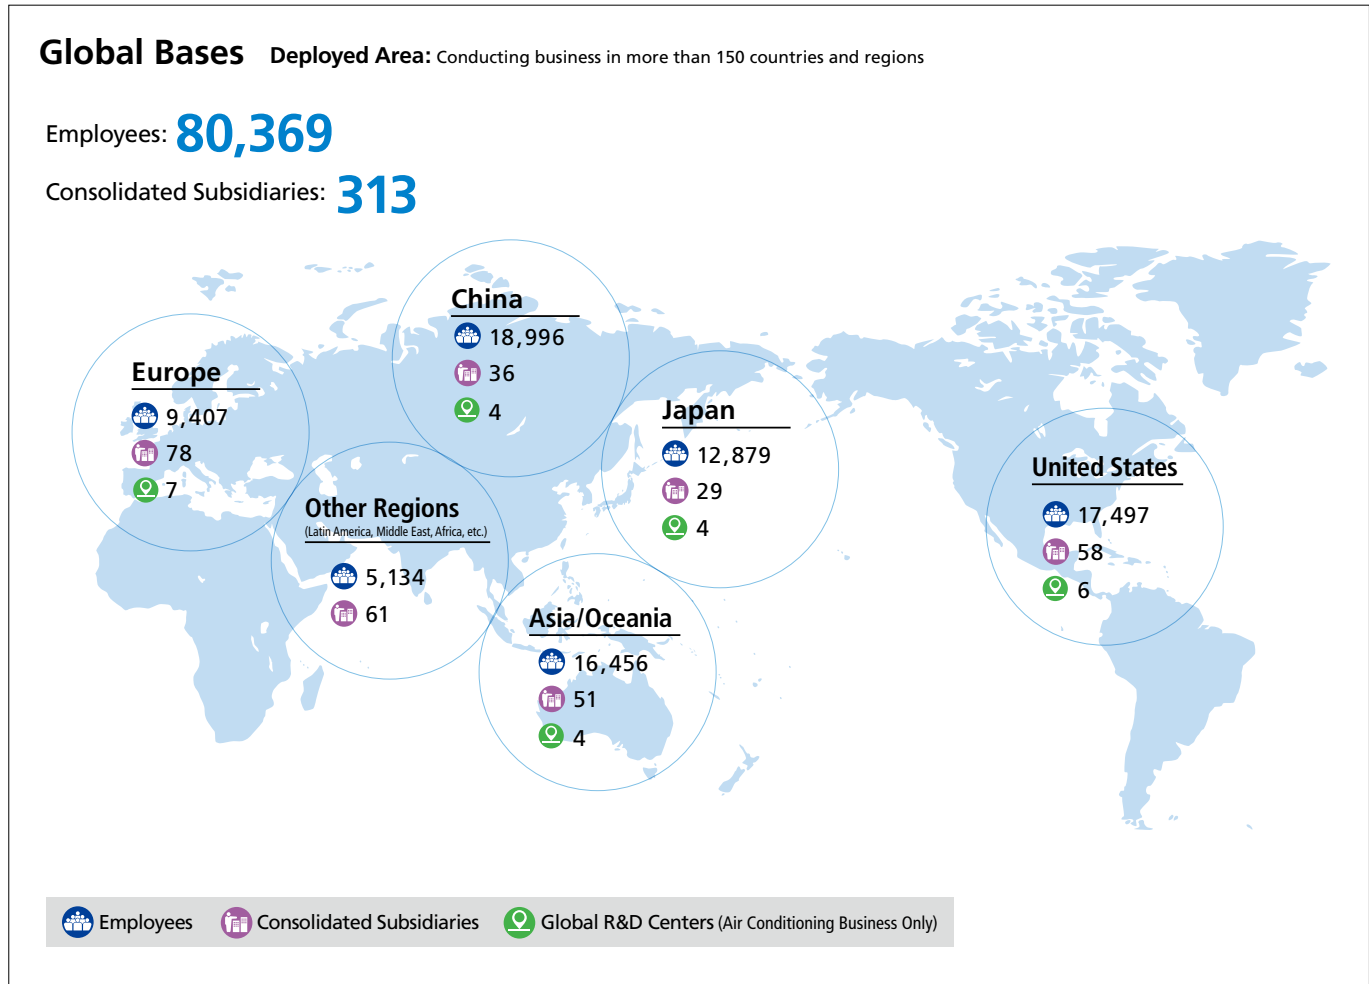 Global Bases Deployed Area: Conducting business in more than 150 countries and regions
Employees: 80,369
Consolidated Subsidiaries: 313
China
18,996
36
4
Europe
9,407
78
7
Japan
12,879
29
4
United States
17,497
58
6
Other Regions
(Latin America, Middle East, Africa, etc.)
5,134
61
Asia/Oceania
16,456
51
4
Employees Consolidated Subsidiaries Global R&D Centers (Air Conditioning Business Only)